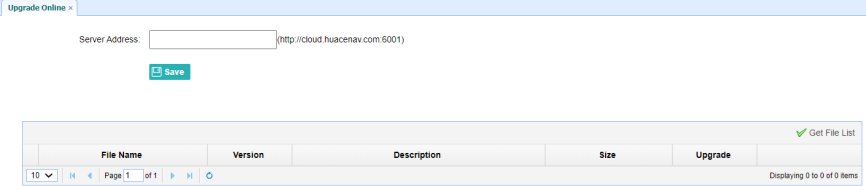 Upgrade Online ×
Server Address: (http://cloud.huacenav.com:6001)
Save
Get File List
File Name Version Description Size Upgrade
10 Page 1 of 1 Displaying 0 to 0 of 0 items